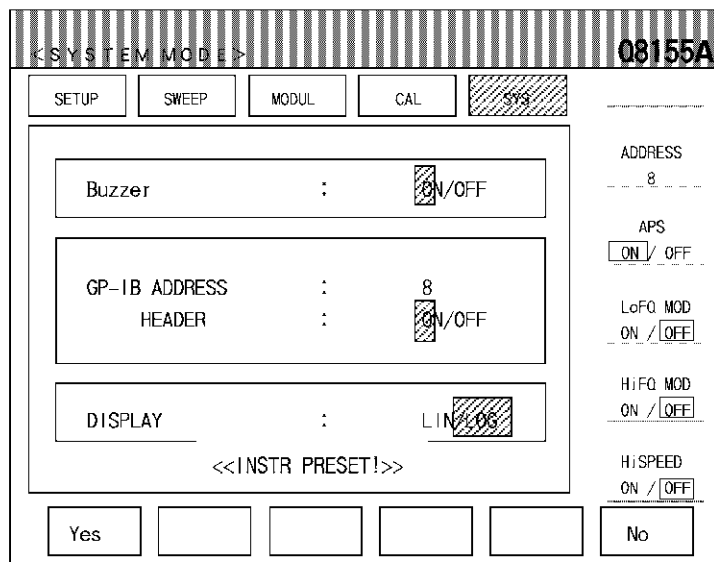 <SYSTEM MODE>
Q8155A
SETUP SWEEP MODUL CAL SYS
Buzzer : ON/OFF
GP-IB ADDRESS : 8
HEADER : ON/OFF
DISPLAY : LIN/LOG
<<INSTR PRESET!>>
ADDRESS
8
APS
ON / OFF
LoFQ MOD
ON / OFF
HiFQ MOD
ON / OFF
HiSPEED
ON / OFF
Yes No